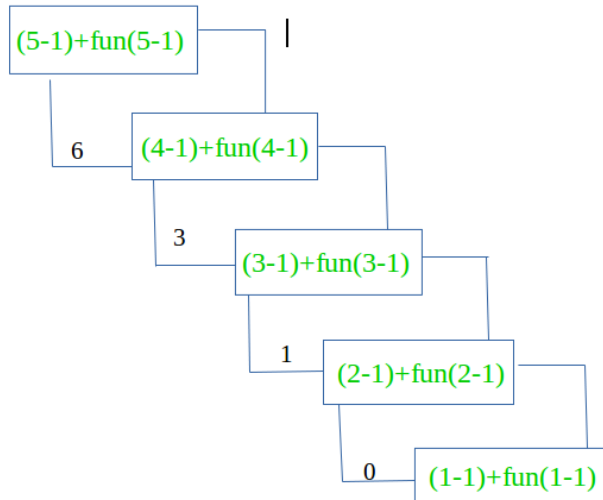 (5-1)+fun(5-1)
6
(4-1)+fun(4-1)
3
(3-1)+fun(3-1)
1
(2-1)+fun(2-1)
0
(1-1)+fun(1-1)